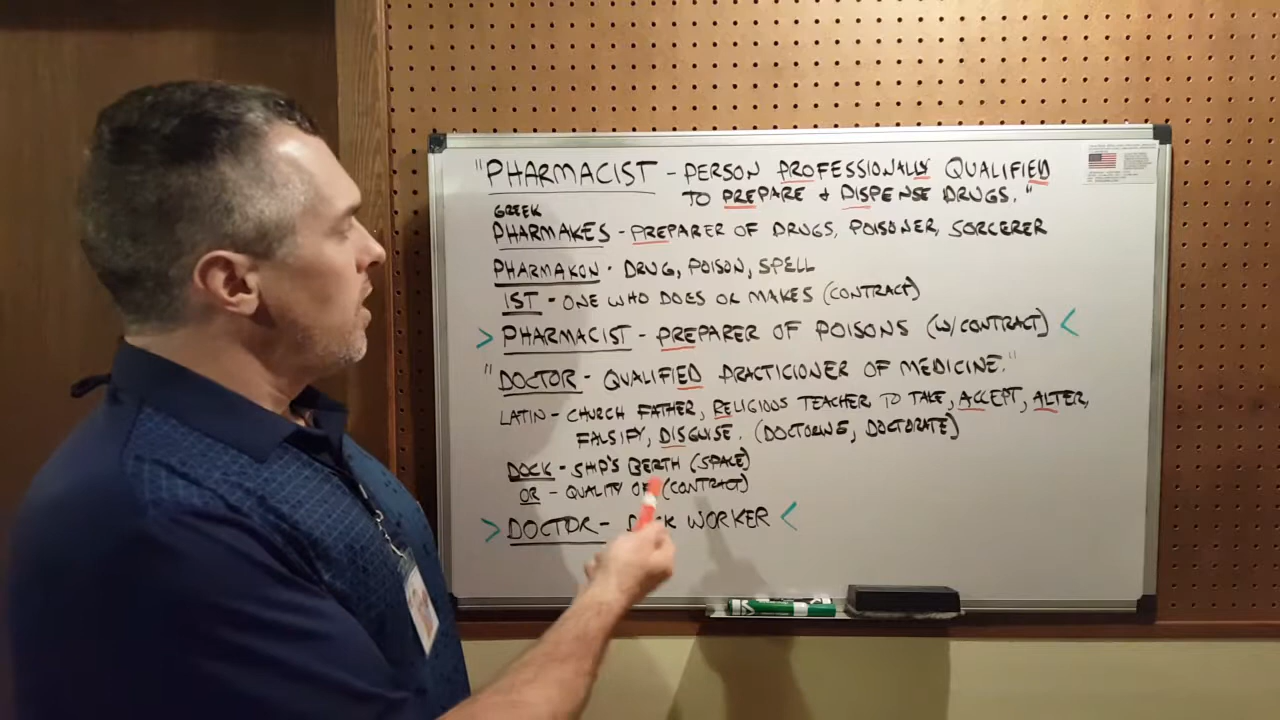 "PHARMACIST - PERSON PROFESSIONALLY QUALIFIED
TO PREPARE + DISPENSE DRUGS."
GREEK
PHARMAKES - PREPARER OF DRUGS, POISONER, SORCERER
PHARMAKON - DRUG, POISON, SPELL
IST - ONE WHO DOES OR MAKES (CONTRACT)
> PHARMACIST - PREPARER OF POISONS (W/CONTRACT) <
"DOCTOR - QUALIFIED PRACTICIONER OF MEDICINE."
LATIN - CHURCH FATHER, RELIGIOUS TEACHER TO TAKE, ACCEPT, ALTER,
FALSIFY, DISGUISE. (DOCTORINE, DOCTORATE)
DOCK - SHIP'S BERTH (SPACE)
OR - QUALITY OF (CONTRACT)
> DOCTOR - WORKER <